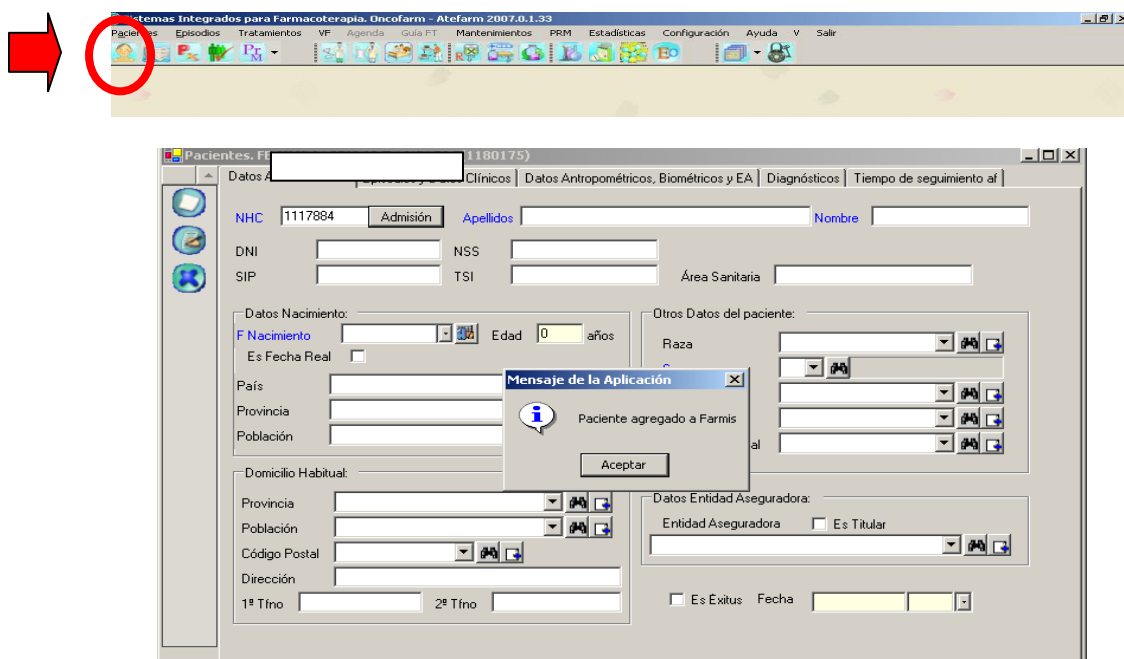 Sistemas Integrados para Farmacoterapia. Oncofarm - Atefarm 2007.0.1.33
Pacientes Episodios Tratamientos VF Agenda Guía FT Mantenimientos PRM Estadísticas Configuración Ayuda V Salir
Pacientes. 1180175)
Datos Clínicos Datos Antropométricos, Biométricos y EA Diagnósticos Tiempo de seguimiento af
NHC 1117884 Admisión Apellidos Nombre
DNI NSS
SIP TSI Área Sanitaria
Datos Nacimiento: Otros Datos del paciente:
F Nacimiento Edad 0 años
Raza
Es Fecha Real
Mensaje de la Aplicación
País
Provincia
Paciente agregado a Farmis
Población
al
Aceptar
Domicilio Habitual:
Datos Entidad Aseguradora:
Provincia
Entidad Aseguradora Es Titular
Población
Código Postal
Dirección
1º Tfno 2º Tfno
Es Éxitus Fecha